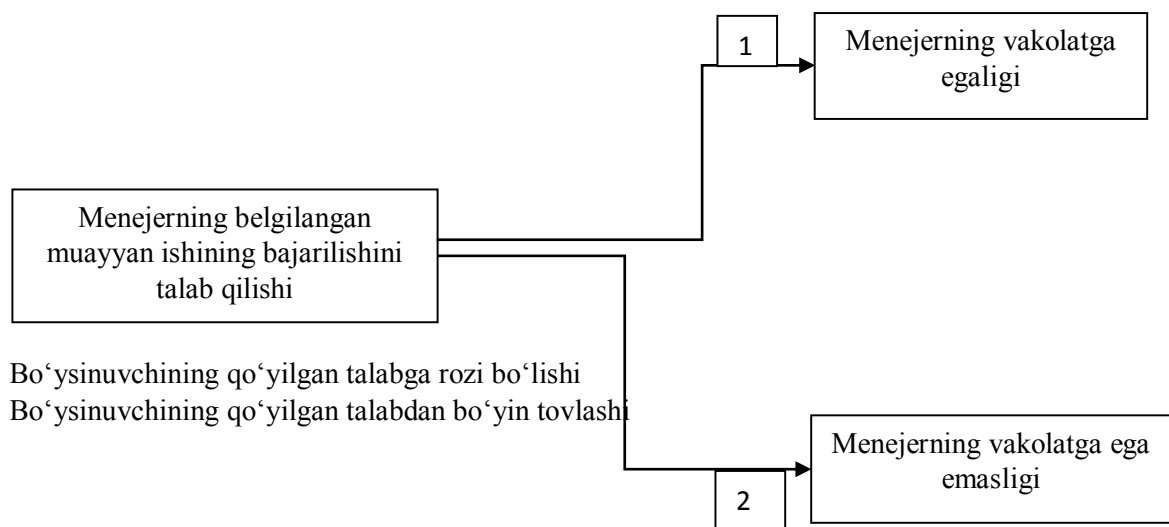 1
Menejerning vakolatga
egaligi
Menejerning belgilangan
muayyan ishining bajarilishini
talab qilishi
Bo‘ysinuvchining qo‘yilgan talabga rozi bo‘lishi
Bo‘ysinuvchining qo‘yilgan talabdan bo‘yin tovlashi
Menejerning vakolatga ega
emasligi
2